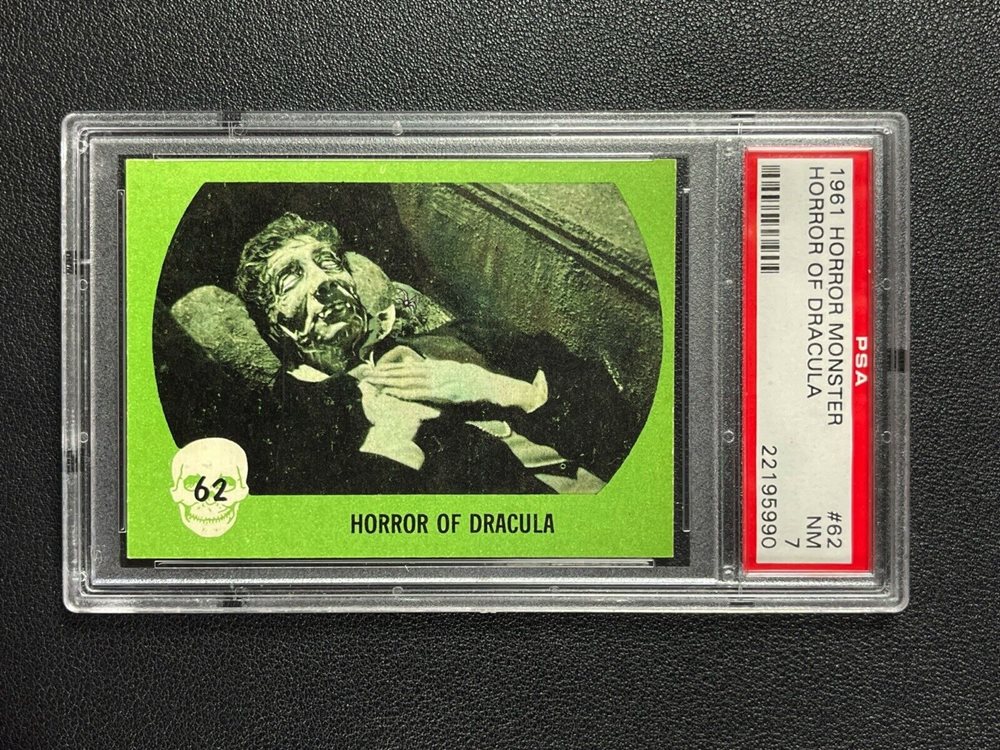 62
HORROR OF DRACULA
PSA
1961 HORROR MONSTER #62
HORROR OF DRACULA NM 7
22195990